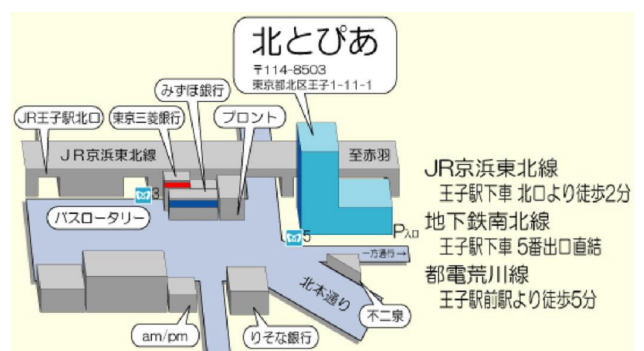 北とぴあ
〒114-8503
東京都北区王子1-11-1
みずほ銀行
JR王子駅北口
東京三菱銀行
プロント
JR京浜東北線
至赤羽
3
バスロータリー
5
P入口
一方通行→
北本通り
不二泉
am/pm
りそな銀行
JR京浜東北線
王子駅下車 北口より徒歩2分
地下鉄南北線
王子駅下車 5番出口直結
都電荒川線
王子駅前駅より徒歩5分